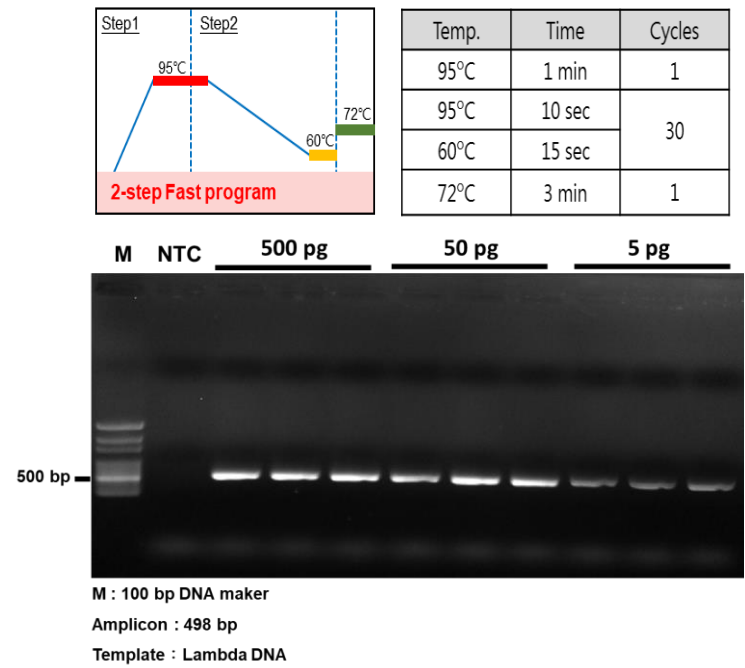 Step1 Step2
95℃
72℃
60℃
2-step Fast program
Temp. Time Cycles
95°C 1 min 1
95°C 10 sec 30
60°C 15 sec
72°C 3 min 1
M NTC 500 pg 50 pg 5 pg
500 bp
M : 100 bp DNA maker
Amplicon : 498 bp
Template : Lambda DNA